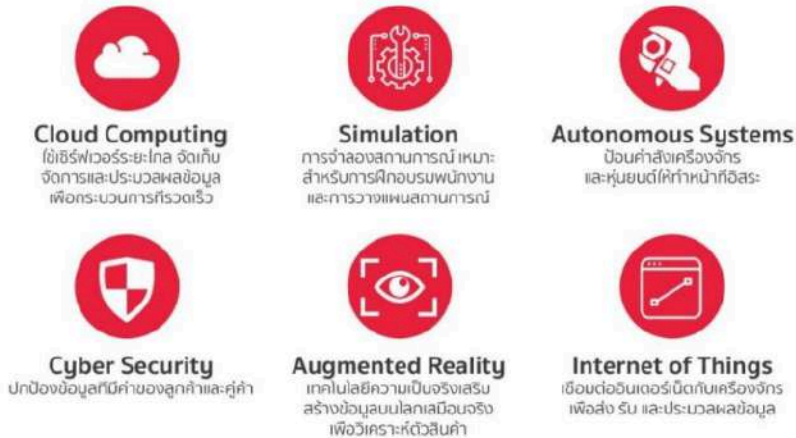 Cloud Computing
ใช้เซิร์ฟเวอร์ระยะไกล จัดเก็บ
จัดการและประมวลผลข้อมูล
เพื่อกระบวนการที่รวดเร็ว
Simulation
การจำลองสถานการณ์ เหมาะ
สำหรับการฝึกอบรมพนักงาน
และการวางแผนสถานการณ์
Autonomous Systems
ป้อนคำสั่งเครื่องจักร
และหุ่นยนต์ให้ทำหน้าที่อิสระ
Cyber Security
ปกป้องข้อมูลที่มีค่าของลูกค้าและคู่ค้า
Augmented Reality
เทคโนโลยีความเป็นจริงเสริม
สร้างข้อมูลบนโลกเสมือนจริง
เพื่อวิเคราะห์ตัวสินค้า
Internet of Things
เชื่อมต่ออินเตอร์เน็ตกับเครื่องจักร
เพื่อส่ง รับ และประมวลผลข้อมูล